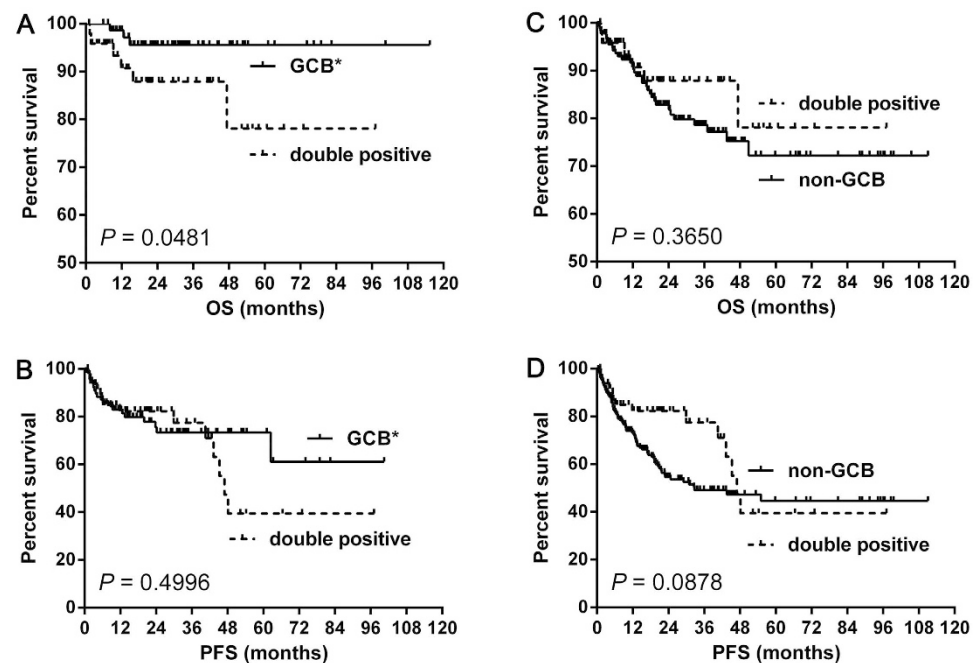 A
Percent survival
100
90
80
70
60
50
GCB*
double positive
P = 0.0481
0 12 24 36 48 60 72 84 96 108 120
OS (months)
C
Percent survival
100
90
80
70
60
50
double positive
non-GCB
P = 0.3650
0 12 24 36 48 60 72 84 96 108 120
OS (months)
B
Percent survival
100
80
60
40
20
0
GCB*
double positive
P = 0.4996
0 12 24 36 48 60 72 84 96 108 120
PFS (months)
D
Percent survival
100
80
60
40
20
0
non-GCB
double positive
P = 0.0878
0 12 24 36 48 60 72 84 96 108 120
PFS (months)